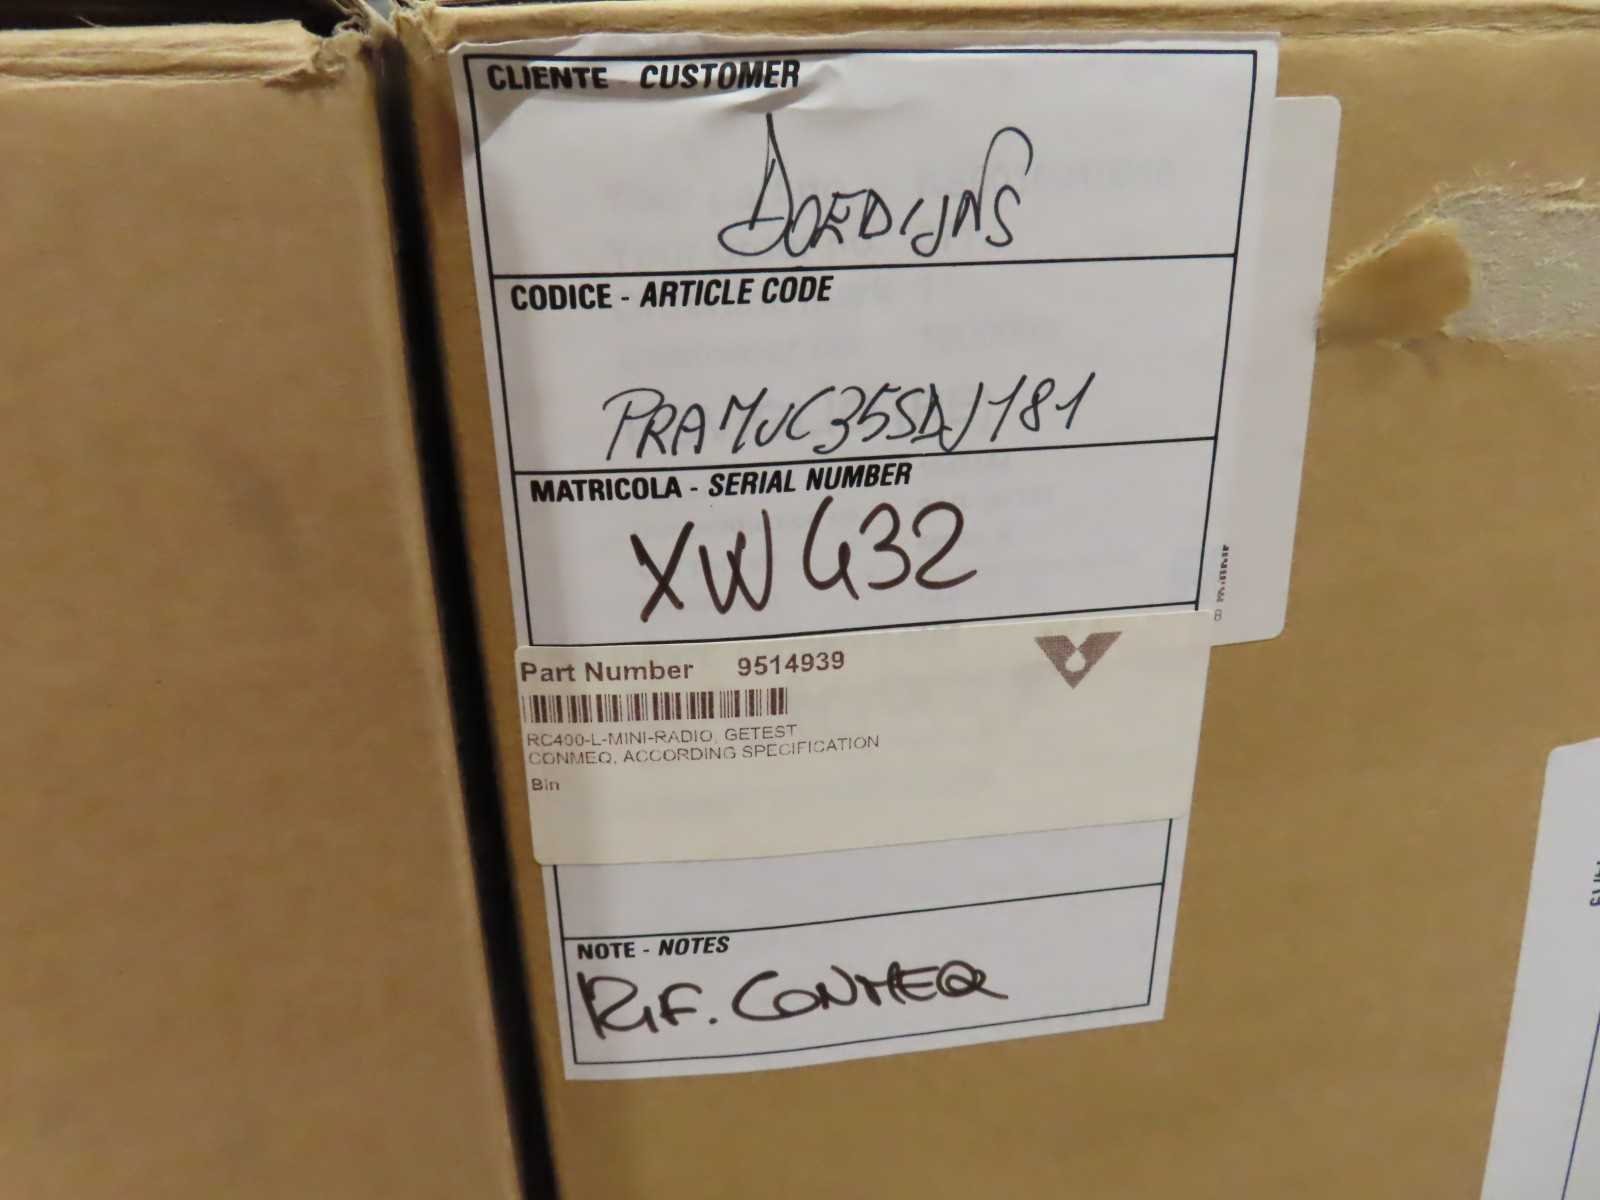 CLIENTE CUSTOMER
DOEDIJNS
CODICE - ARTICLE CODE
PRAMJC35SDJ181
MATRICOLA - SERIAL NUMBER
XW432
Part Number 9514939
RC400-L-MINI-RADIO, GETEST
CONMEQ, ACCORDING SPECIFICATION
Bin
NOTE - NOTES
RIF. CONMEQ